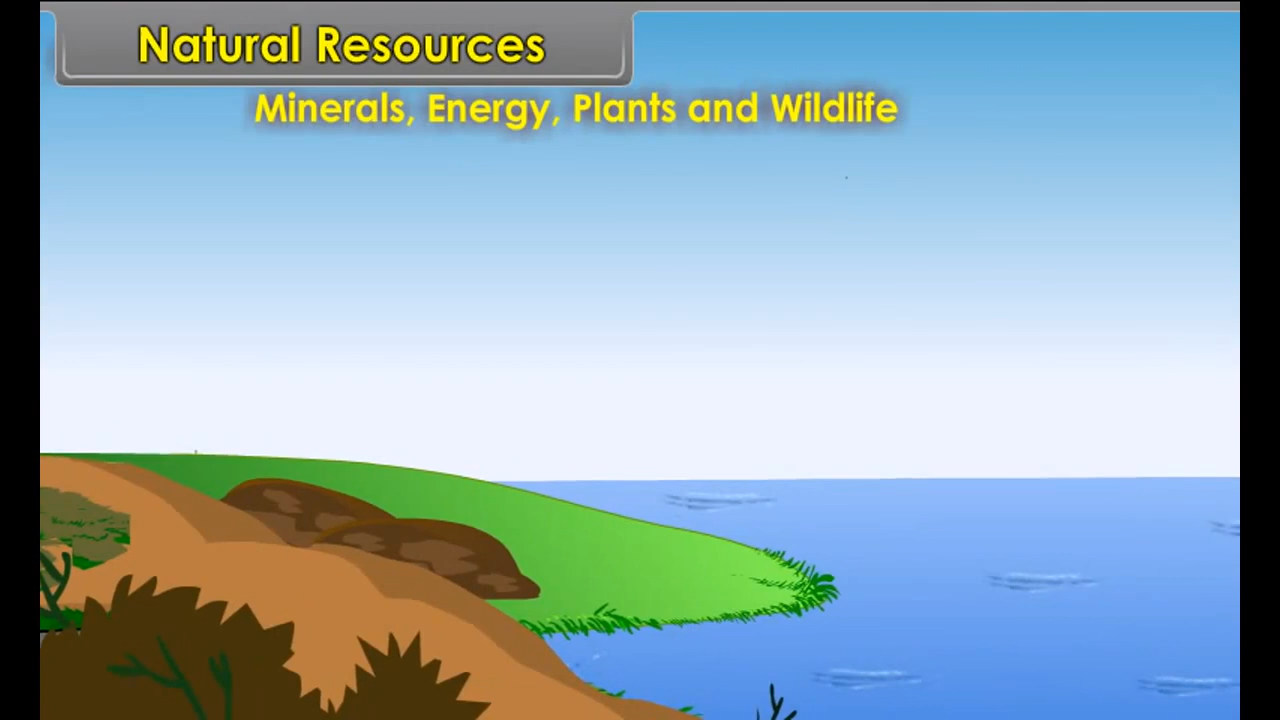 Natural Resources
Minerals, Energy, Plants and Wildlife